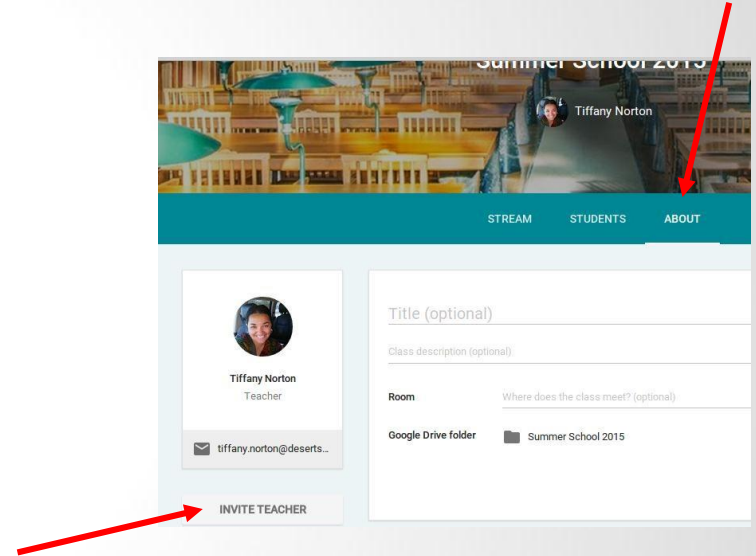 Summer School 2015
Tiffany Norton
STREAM STUDENTS ABOUT
Title (optional)
Class description (optional)
Tiffany Norton
Teacher
Room Where does the class meet? (optional)
Google Drive folder Summer School 2015
tiffany.norton@deserts...
INVITE TEACHER